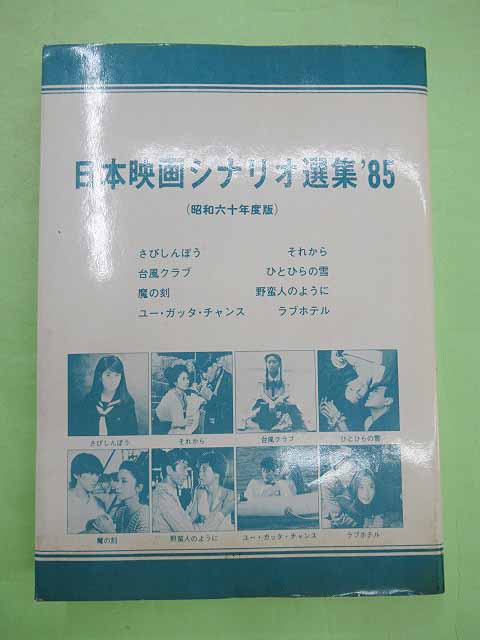 日本映画シナリオ選集'85
(昭和六十年度版)
さびしんぼう それから
台風クラブ ひとひらの雪
魔の刻 野蛮人のように
ユー・ガッタ・チャンス ラブホテル
さびしんぼう それから 台風クラブ ひとひらの雪
魔の刻 野蛮人のように ユー・ガッタ・チャンス ラブホテル